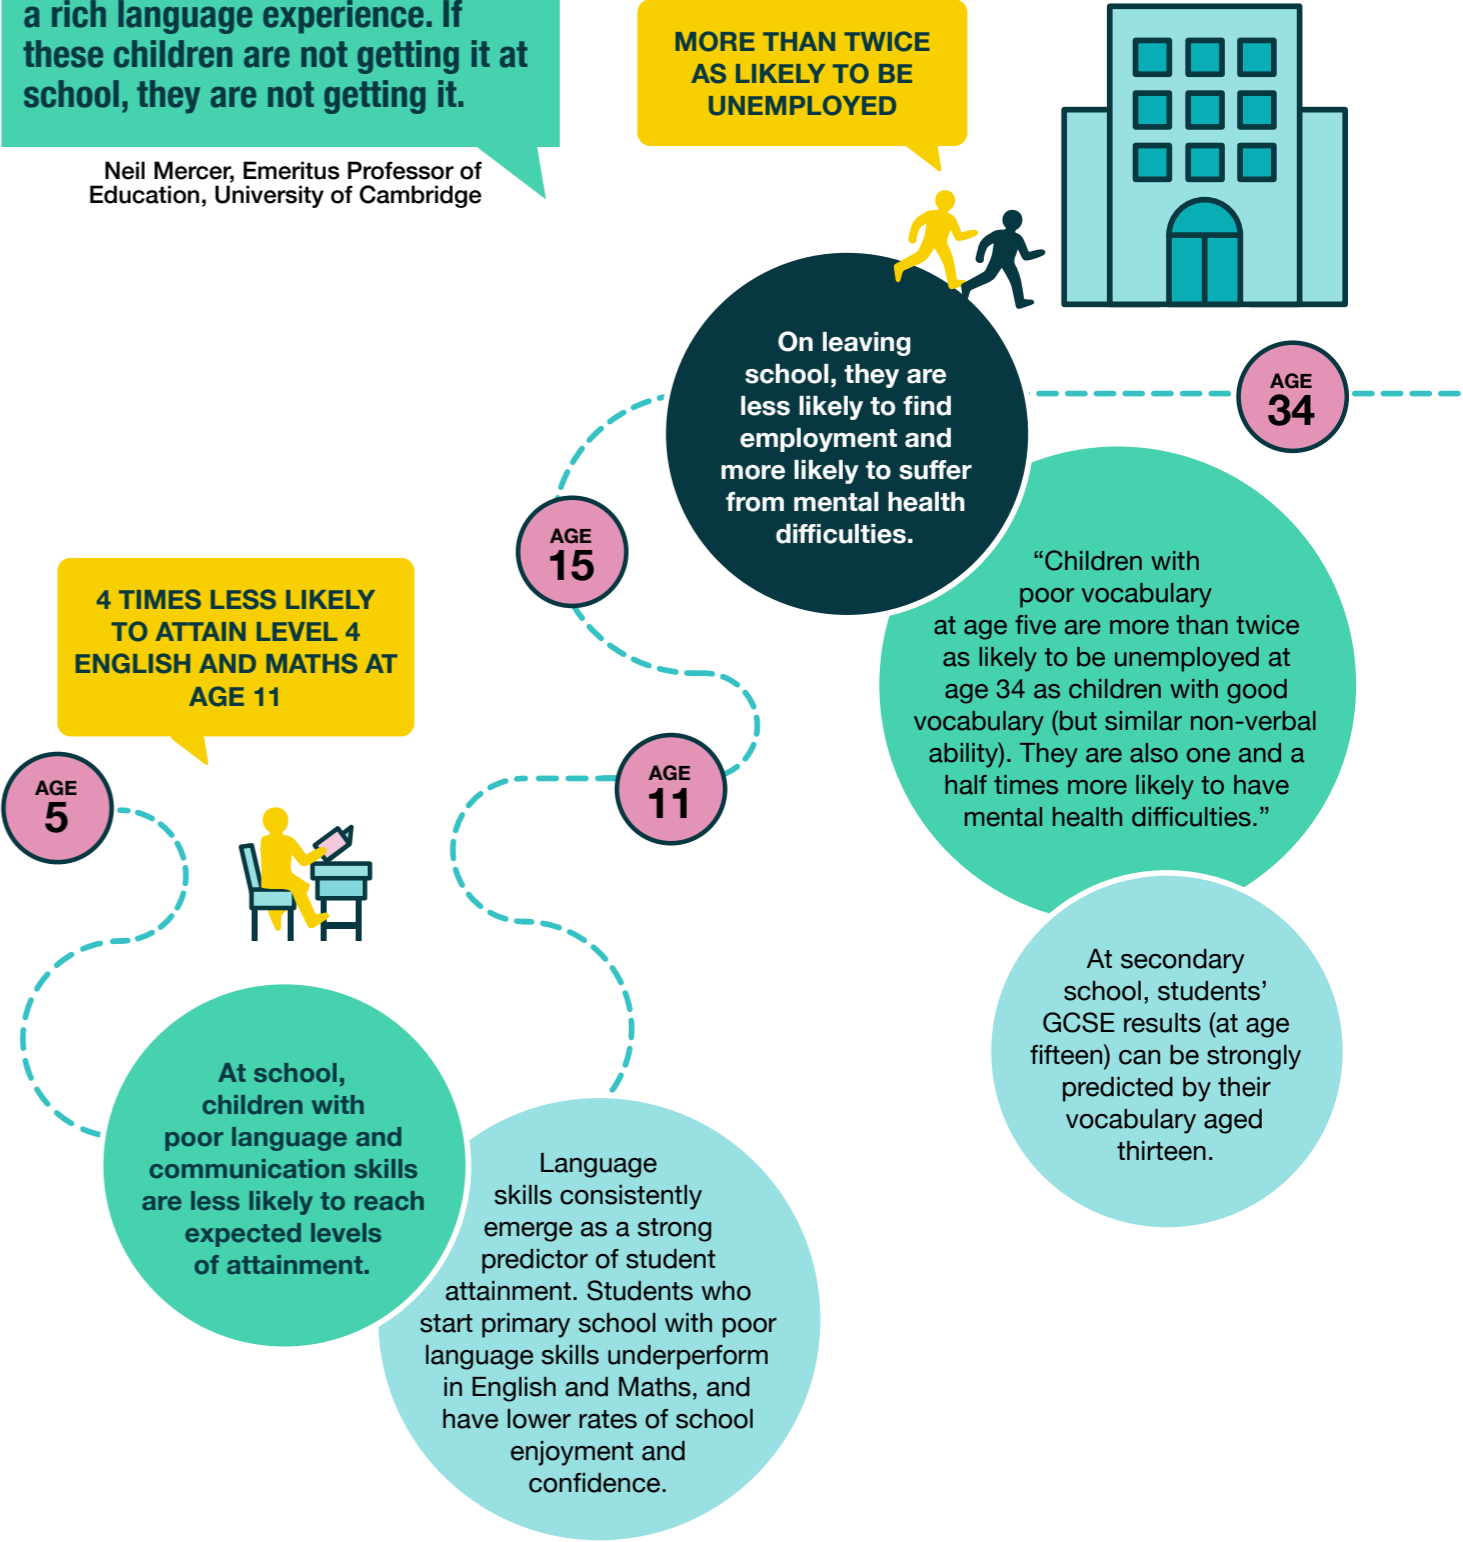 a rich language experience. If
these children are not getting it at
school, they are not getting it.
Neil Mercer, Emeritus Professor of
Education, University of Cambridge
MORE THAN TWICE
AS LIKELY TO BE
UNEMPLOYED
On leaving
school, they are
less likely to find
employment and
more likely to suffer
from mental health
difficulties.
AGE
34
AGE
15
“Children with
poor vocabulary
at age five are more than twice
as likely to be unemployed at
age 34 as children with good
vocabulary (but similar non-verbal
ability). They are also one and a
half times more likely to have
mental health difficulties.”
4 TIMES LESS LIKELY
TO ATTAIN LEVEL 4
ENGLISH AND MATHS AT
AGE 11
AGE
5
AGE
11
At secondary
school, students’
GCSE results (at age
fifteen) can be strongly
predicted by their
vocabulary aged
thirteen.
At school,
children with
poor language and
communication skills
are less likely to reach
expected levels
of attainment.
Language
skills consistently
emerge as a strong
predictor of student
attainment. Students who
start primary school with poor
language skills underperform
in English and Maths, and
have lower rates of school
enjoyment and
confidence.